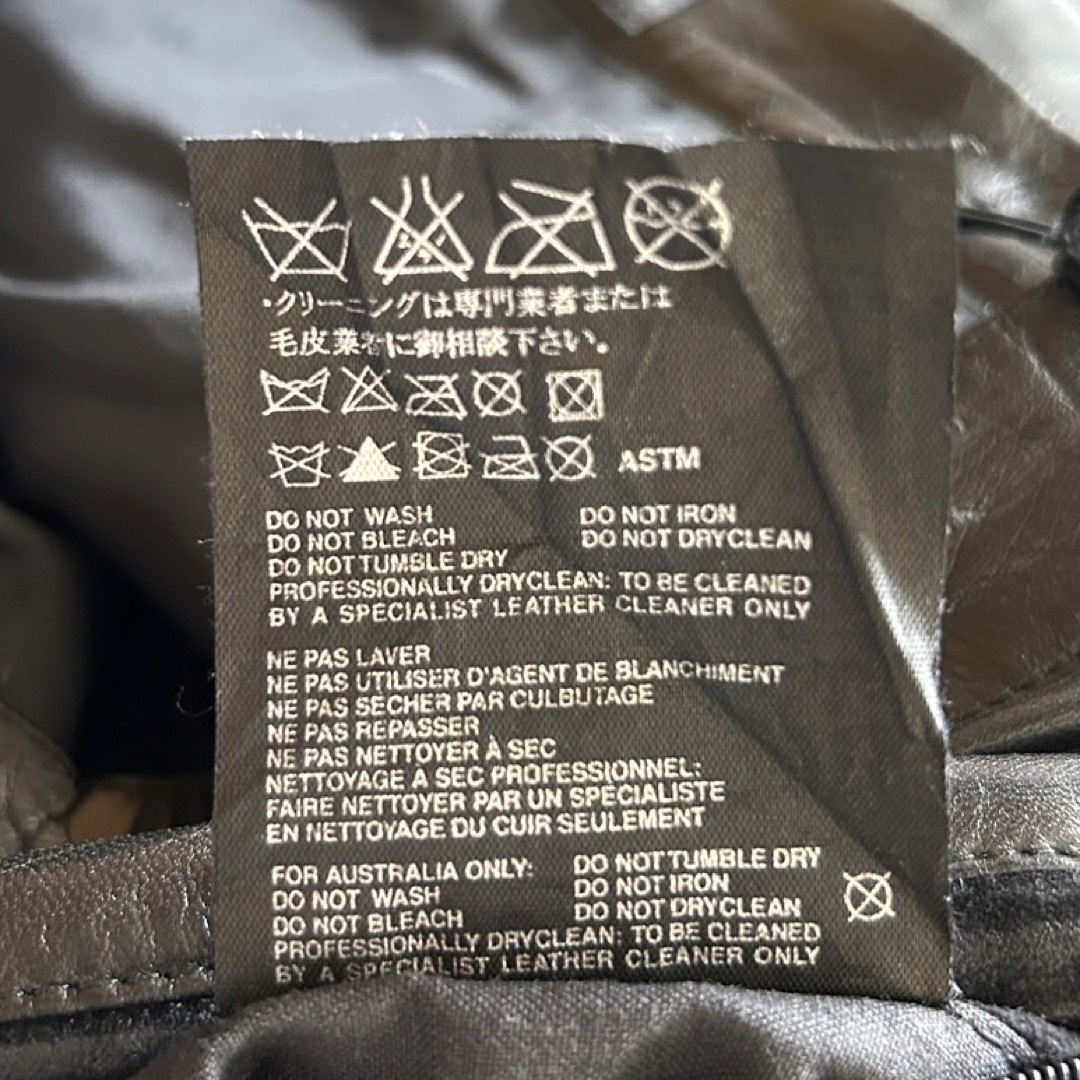 ・クリーニングは専門業者または
毛皮業者に御相談下さい。
ASTM
DO NOT WASH DO NOT IRON
DO NOT BLEACH DO NOT DRYCLEAN
DO NOT TUMBLE DRY
PROFESSIONALLY DRYCLEAN: TO BE CLEANED
BY A SPECIALIST LEATHER CLEANER ONLY
NE PAS LAVER
NE PAS UTILISER D'AGENT DE BLANCHIMENT
NE PAS SÉCHER PAR CULBUTAGE
NE PAS REPASSER
NE PAS NETTOYER À SEC
NETTOYAGE À SEC PROFESSIONNEL:
FAIRE NETTOYER PAR UN SPÉCIALISTE
EN NETTOYAGE DU CUIR SEULEMENT
FOR AUSTRALIA ONLY: DO NOT TUMBLE DRY
DO NOT WASH DO NOT IRON
DO NOT BLEACH DO NOT DRYCLEAN
PROFESSIONALLY DRYCLEAN: TO BE CLEANED
BY A SPECIALIST LEATHER CLEANER ONLY